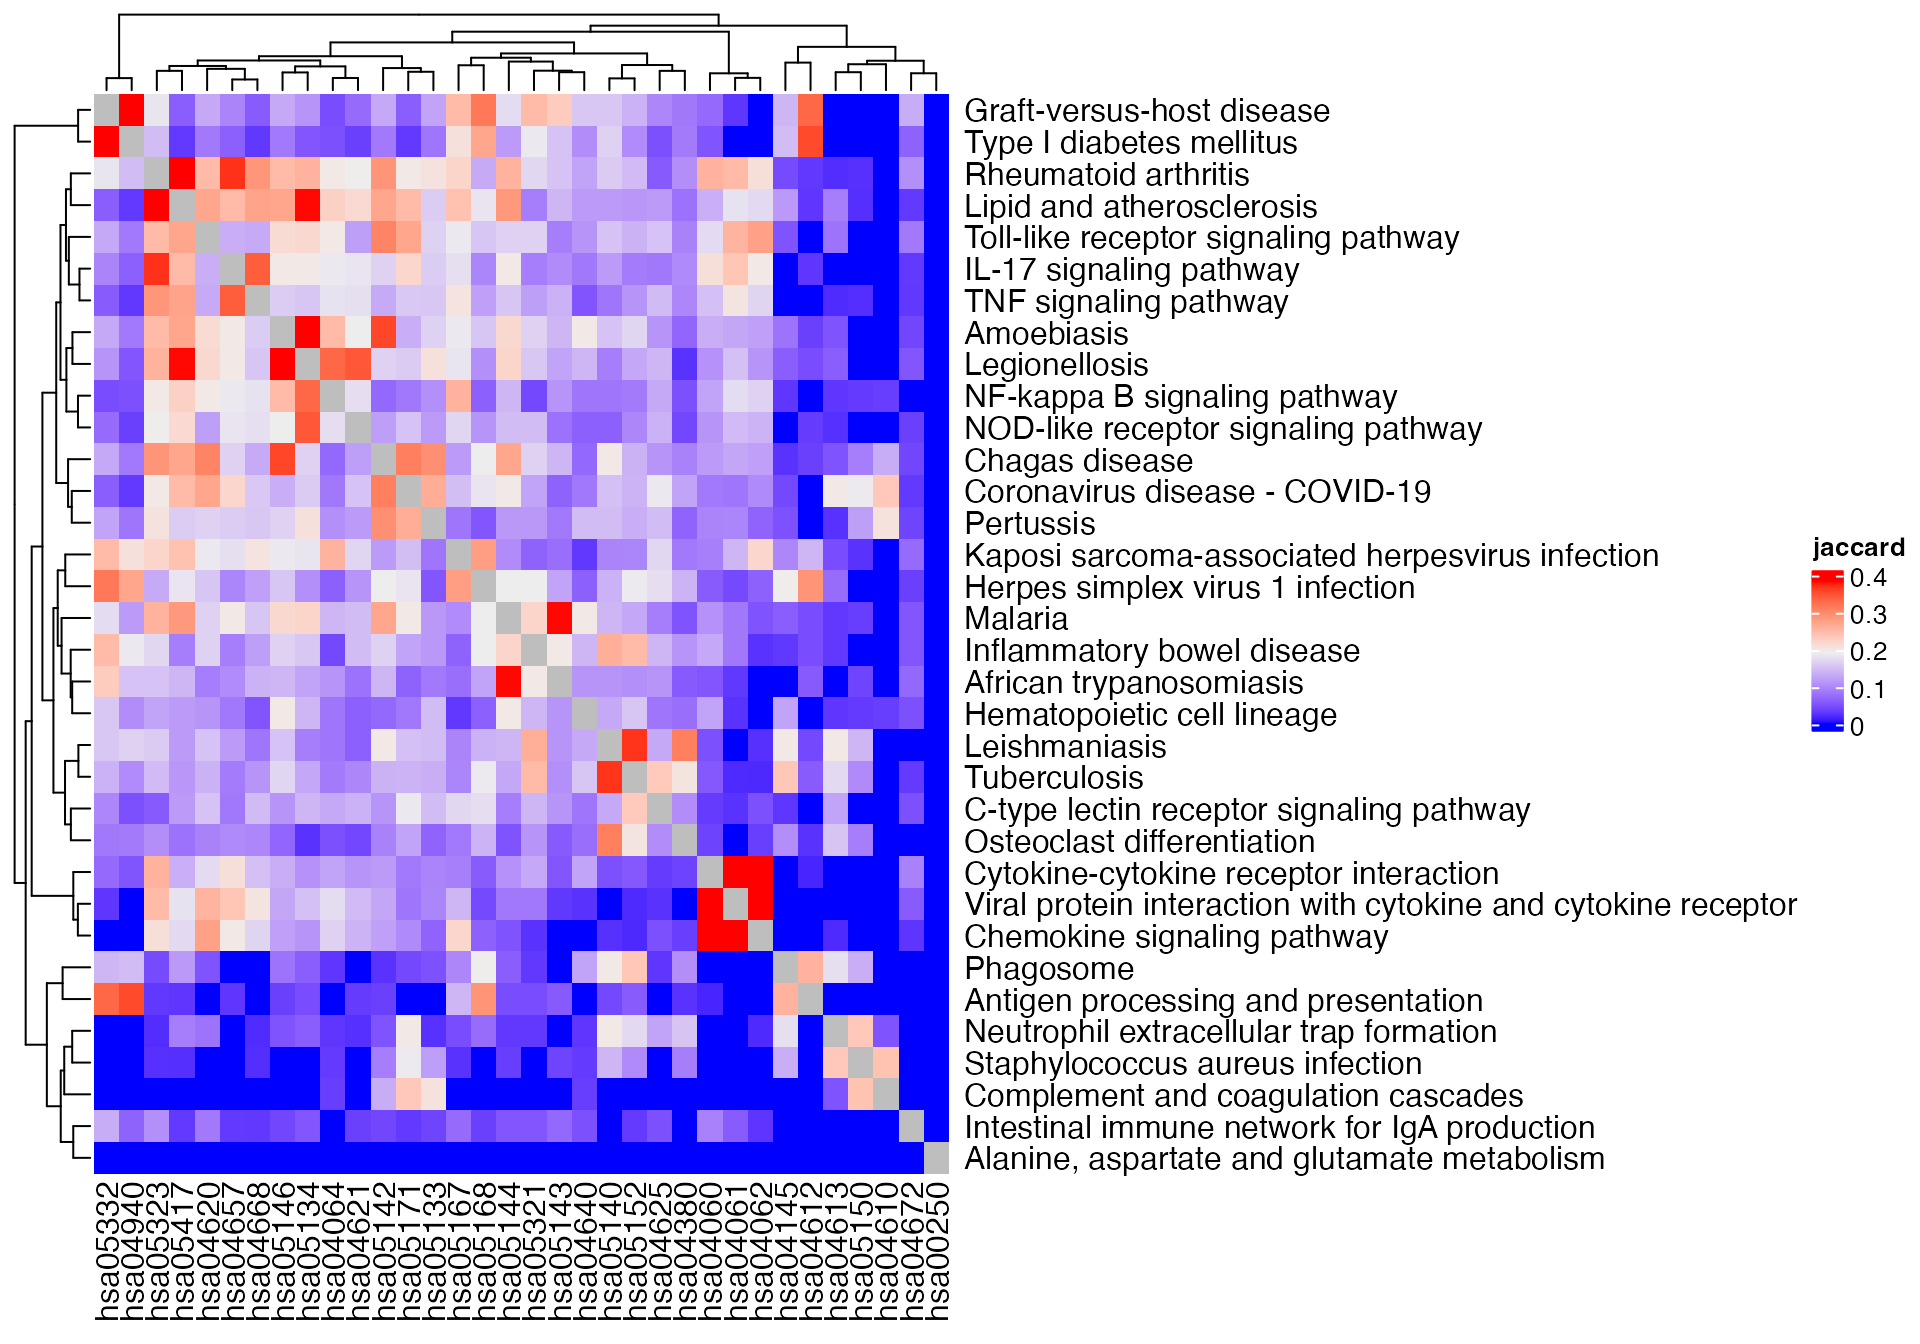 Graft-versus-host disease
Type I diabetes mellitus
Rheumatoid arthritis
Lipid and atherosclerosis
Toll-like receptor signaling pathway
IL-17 signaling pathway
TNF signaling pathway
Amoebiasis
Legionellosis
NF-kappa B signaling pathway
NOD-like receptor signaling pathway
Chagas disease
Coronavirus disease - COVID-19
Pertussis
Kaposi sarcoma-associated herpesvirus infection
Herpes simplex virus 1 infection
Malaria
Inflammatory bowel disease
African trypanosomiasis
Hematopoietic cell lineage
Leishmaniasis
Tuberculosis
C-type lectin receptor signaling pathway
Osteoclast differentiation
Cytokine-cytokine receptor interaction
Viral protein interaction with cytokine and cytokine receptor
Chemokine signaling pathway
Phagosome
Antigen processing and presentation
Neutrophil extracellular trap formation
Staphylococcus aureus infection
Complement and coagulation cascades
Intestinal immune network for IgA production
Alanine, aspartate and glutamate metabolism
jaccard
0.4
0.3
0.2
0.1
0
hsa05332
hsa04940
hsa05323
hsa05417
hsa04620
hsa04657
hsa04668
hsa05146
hsa05134
hsa04064
hsa04621
hsa05142
hsa05171
hsa05133
hsa05167
hsa05168
hsa05144
hsa05321
hsa05143
hsa04640
hsa05140
hsa05152
hsa04625
hsa04380
hsa04060
hsa04061
hsa04062
hsa04145
hsa04612
hsa04613
hsa05150
hsa04610
hsa04672
hsa00250